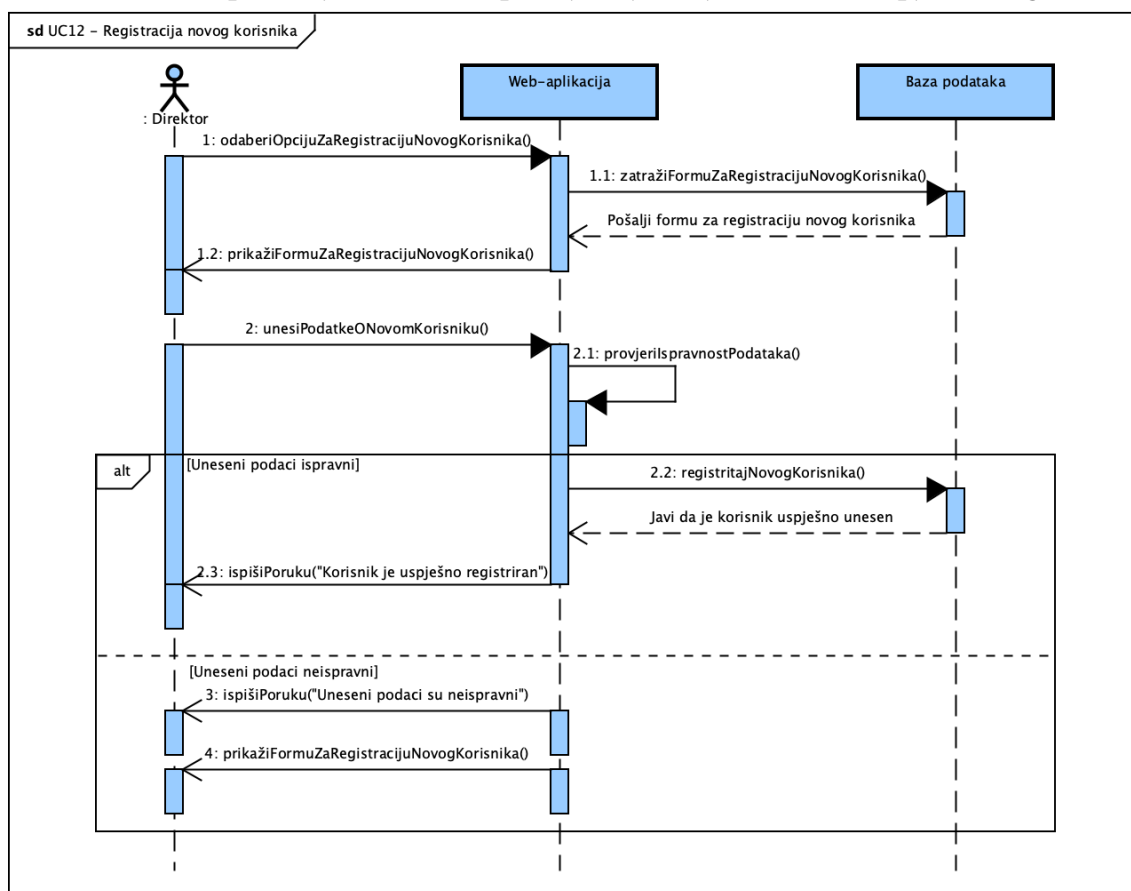 sd UC12 – Registracija novog korisnika
: Direktor
Web-aplikacija
Baza podataka
1: odaberiOpcijuZaRegistracijuNovogKorisnika()
1.1: zatražiFormuZaRegistracijuNovogKorisnika()
Pošalji formu za registraciju novog korisnika
1.2: prikažiFormuZaRegistracijuNovogKorisnika()
2: unesiPodatkeONovomKorisniku()
2.1: provjeriIspravnostPodataka()
alt
[Uneseni podaci ispravni]
2.2: registritajNovogKorisnika()
Javi da je korisnik uspješno unesen
2.3: ispišiPoruku("Korisnik je uspješno registriran")
[Uneseni podaci neispravni]
3: ispišiPoruku("Uneseni podaci su neispravni")
4: prikažiFormuZaRegistracijuNovogKorisnika()